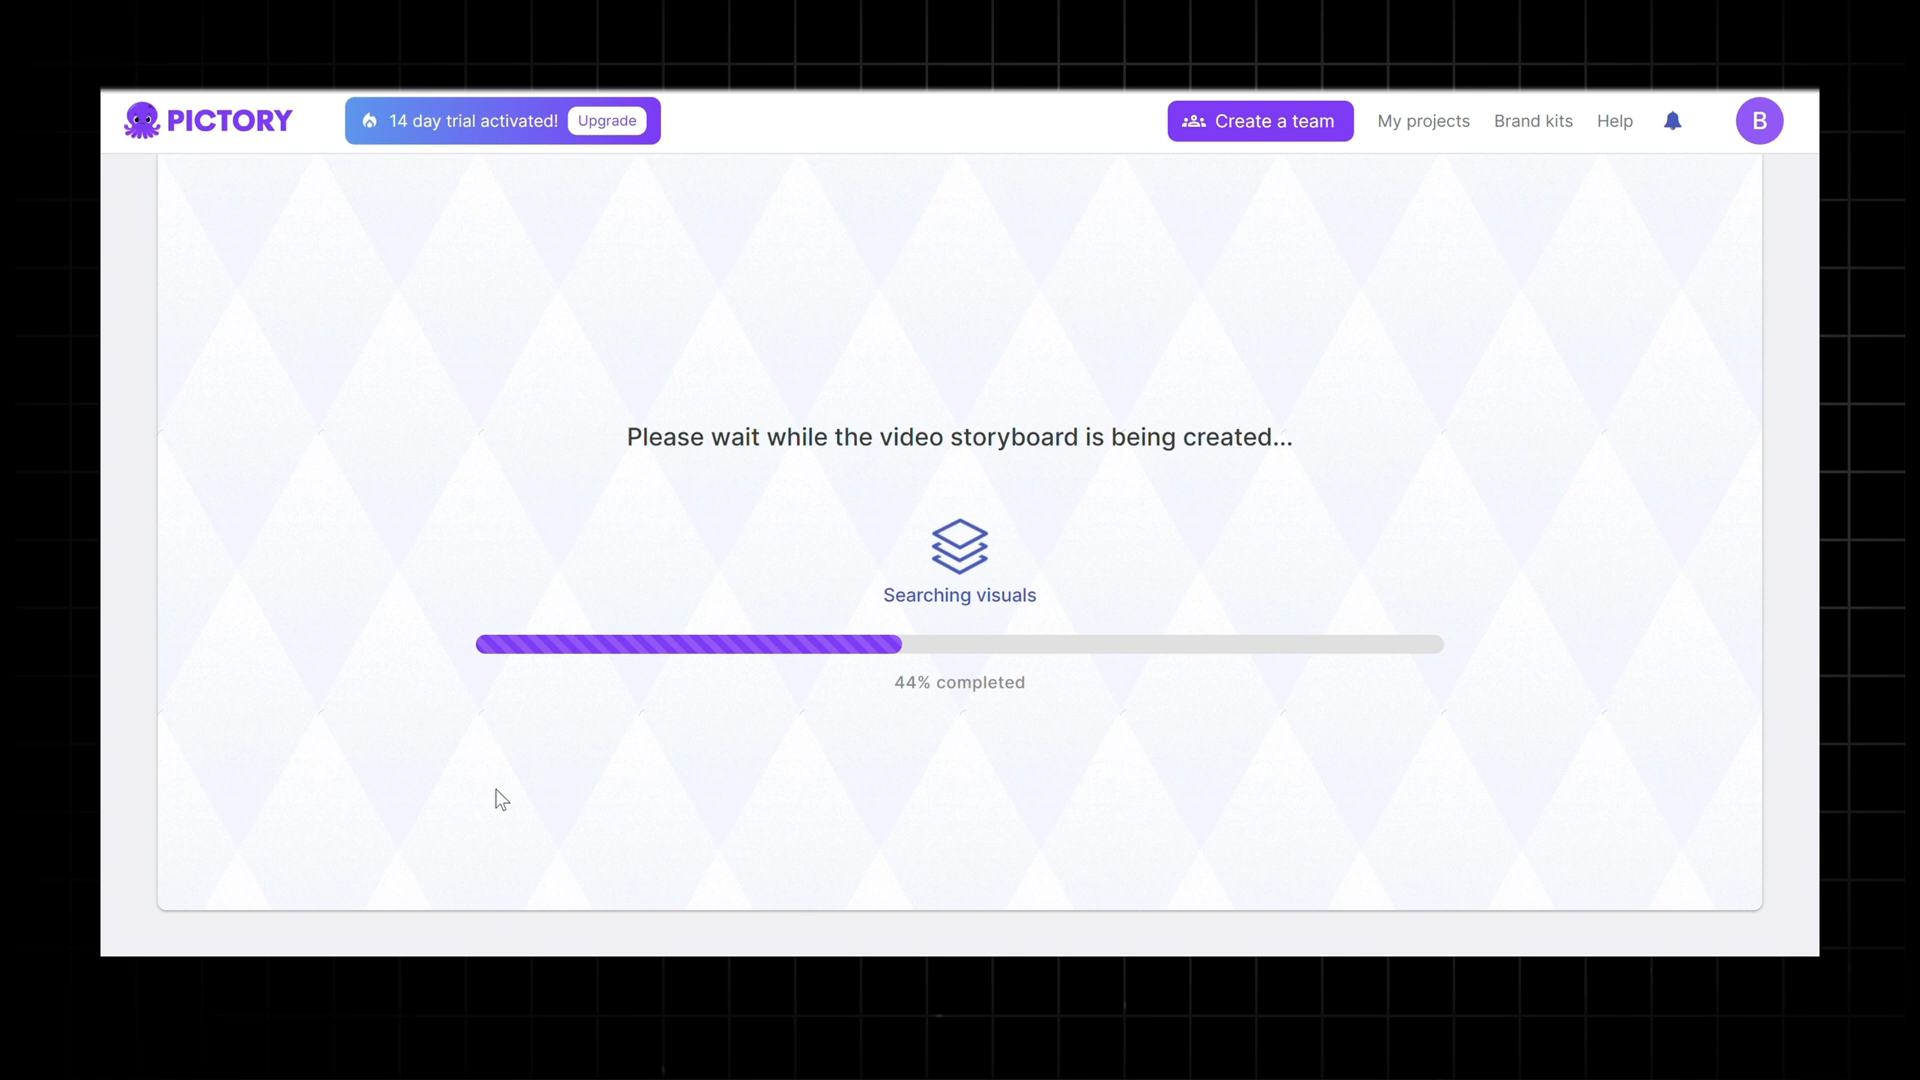 PICTORY
14 day trial activated! Upgrade
Create a team
My projects
Brand kits
Help
B
Please wait while the video storyboard is being created...
Searching visuals
44% completed